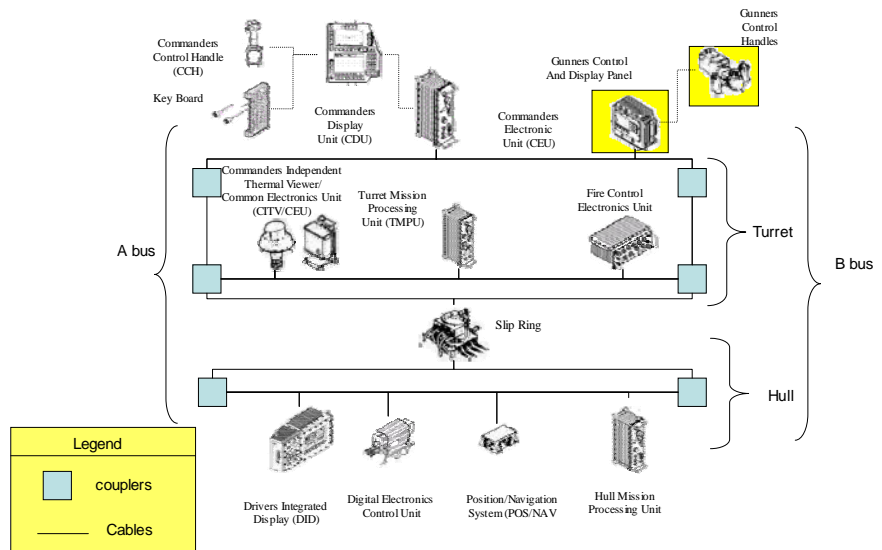 Commanders
Control Handle
(CCH)
Gunners
Control
Handles
Gunners Control
And Display Panel
Key Board
Commanders
Display
Unit (CDU)
Commanders
Electronic
Unit (CEU)
Commanders Independent
Thermal Viewer/
Common Electronics Unit
(CITV/CEU)
Turret Mission
Processing
Unit (TMPU)
Fire Control
Electronics Unit
Turret
A bus
B bus
Slip Ring
Hull
Legend
couplers
Cables
Drivers Integrated
Display (DID)
Digital Electronics
Control Unit
Position/Navigation
System (POS/NAV
Hull Mission
Processing Unit